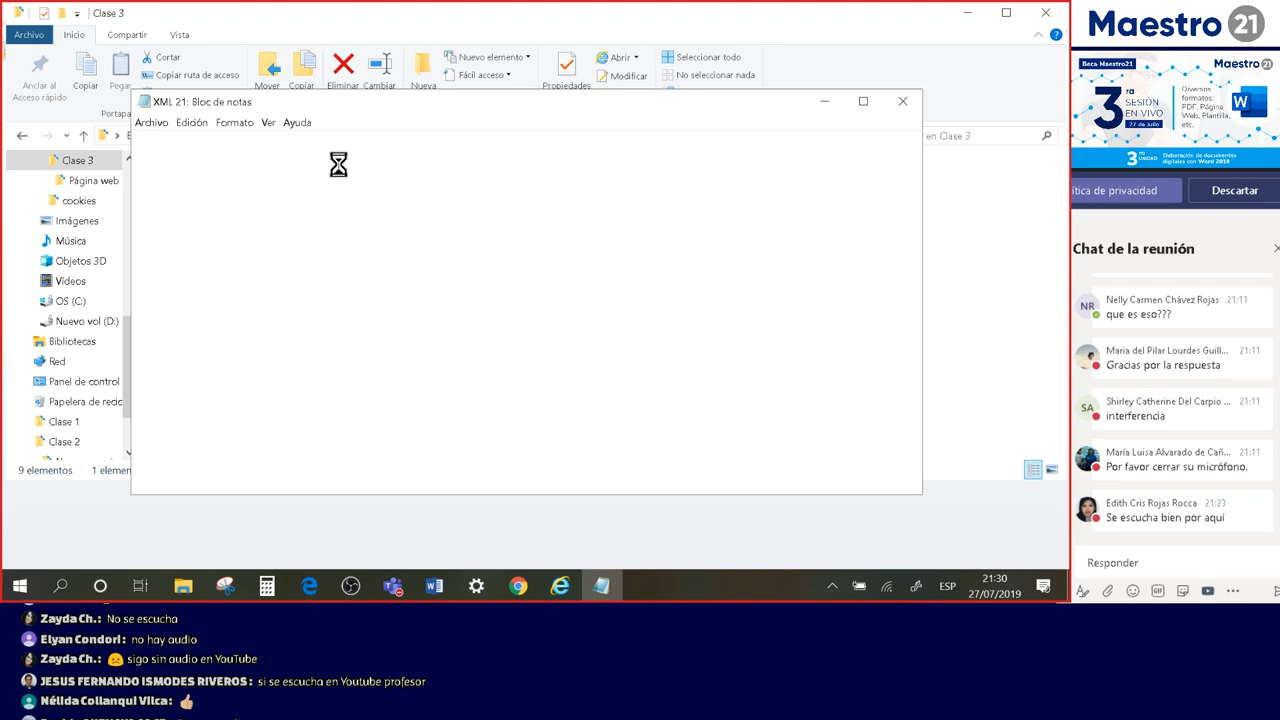 Clase 3
Archivo
Inicio
Compartir
Vista
Anclar al
Acceso rápido
Copiar
Pegar
Cortar
Copiar ruta de acceso
Portapa
Mover
Copiar
Eliminar
Cambiar
Nueva
Nuevo elemento
Fácil acceso
Propiedades
Abrir
Modificar
Seleccionar todo
No seleccionar nada
en Clase 3
XML 21: Bloc de notas
Archivo Edición Formato Ver Ayuda
Clase 3
Página web
cookies
Imágenes
Música
Objetos 3D
Vídeos
OS (C:)
Nuevo vol (D:)
Bibliotecas
Red
Panel de control
Papelera de recic
Clase 1
Clase 2
9 elementos
1 elemen
ESP
21:30
27/07/2019
Maestro 21
Beca Maestro21
Maestro 21
3ra
SESIÓN
EN VIVO
27 de Julio
Diversos
formatos:
PDF, Página
Web, Plantilla,
etc.
W
3RA UNIDAD
Elaboración de documentos
digitales con Word 2019
ítica de privacidad
Descartar
Chat de la reunión
NR
Nelly Carmen Chávez Rojas 21:11
que es eso???
Maria del Pilar Lourdes Guill... 21:11
Gracias por la respuesta
SA
Shirley Catherine Del Carpio ... 21:11
interferencia
María Luisa Alvarado de Cañ... 21:11
Por favor cerrar su micrófono.
Edith Cris Rojas Rocca 21:23
Se escucha bien por aquí
Responder
GIF
Zayda Ch.: No se escucha
Elyan Condori: no hay audio
Zayda Ch.: sigo sin audio en YouTube
JESUS FERNANDO ISMODES RIVEROS: si se escucha en Youtube profesor
Nélida Collanqui Vilca: